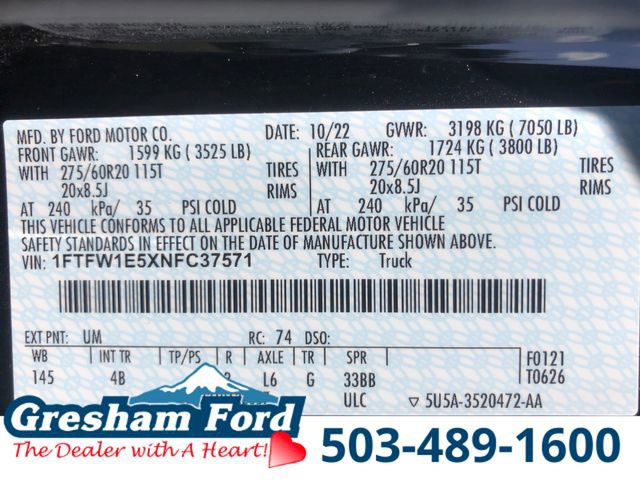 MFD. BY FORD MOTOR CO. DATE: 10/22 GVWR: 3198 KG ( 7050 LB)
FRONT GAWR: 1599 KG ( 3525 LB) REAR GAWR: 1724 KG ( 3800 LB)
WITH 275/60R20 115T TIRES WITH 275/60R20 115T TIRES
20x8.5J RIMS 20x8.5J RIMS
AT 240 kPa/ 35 PSI COLD AT 240 kPa/ 35 PSI COLD
THIS VEHICLE CONFORMS TO ALL APPLICABLE FEDERAL MOTOR VEHICLE
SAFETY STANDARDS IN EFFECT ON THE DATE OF MANUFACTURE SHOWN ABOVE.
VIN: 1FTFW1E5XNFC37571 TYPE: Truck
EXT PNT: UM RC: 74 DSO:
WB INT TR TP/PS R AXLE TR SPR F0121
145 4B L6 G 33BB T0626
ULC ▽ 5U5A-3520472-AA
Gresham Ford
The Dealer with A Heart!
503-489-1600